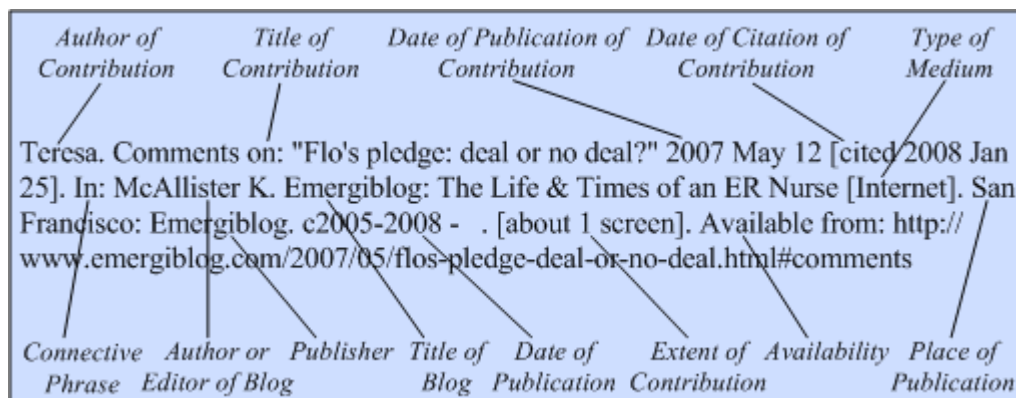 Author of Title of Date of Publication of Date of Citation of Type of
Contribution Contribution Contribution Contribution Medium
Teresa. Comments on: "Flo's pledge: deal or no deal?" 2007 May 12 [cited 2008 Jan
25]. In: McAllister K. Emergiblog: The Life & Times of an ER Nurse [Internet]. San
Francisco: Emergiblog. c2005-2008 - . [about 1 screen]. Available from: http://
www.emergiblog.com/2007/05/flos-pledge-deal-or-no-deal.html#comments
Connective Author or Publisher Title of Date of Extent of Availability Place of
Phrase Editor of Blog Blog Publication Contribution Publication